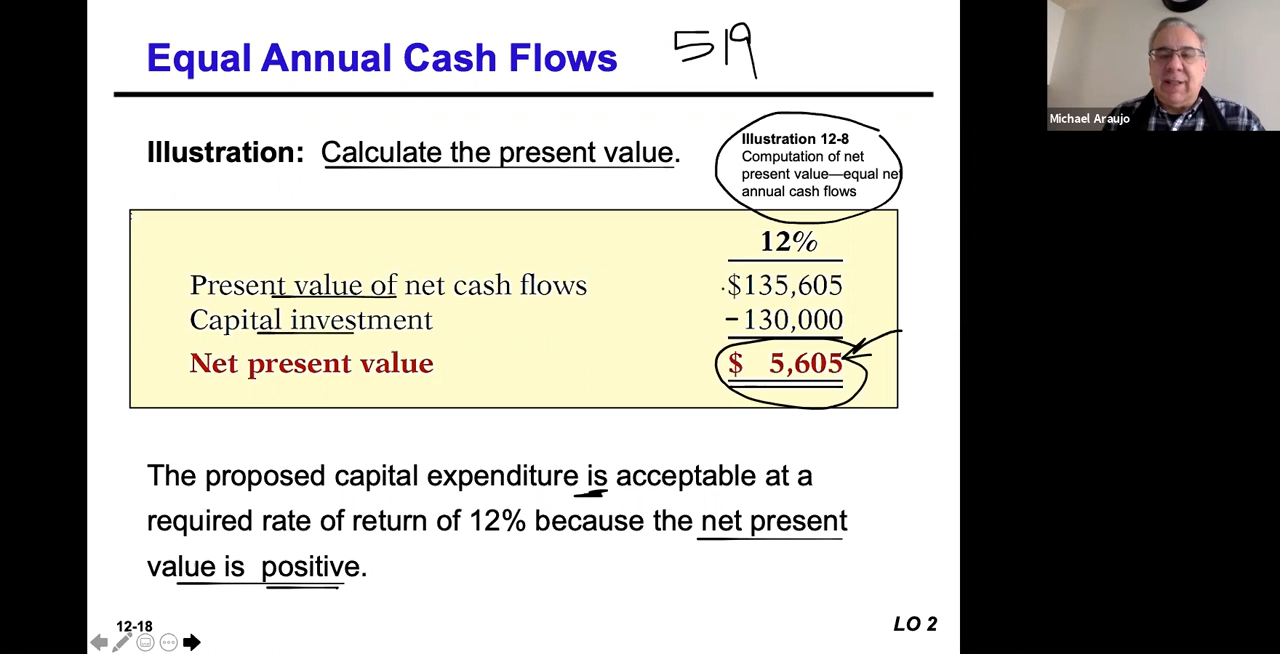 Equal Annual Cash Flows 519
Michael Araujo
Illustration: Calculate the present value.
Illustration 12-8
Computation of net
present value—equal net
annual cash flows
12%
Present value of net cash flows $135,605
Capital investment –130,000
Net present value $ 5,605
The proposed capital expenditure is acceptable at a
required rate of return of 12% because the net present
value is positive.
12-18
LO 2